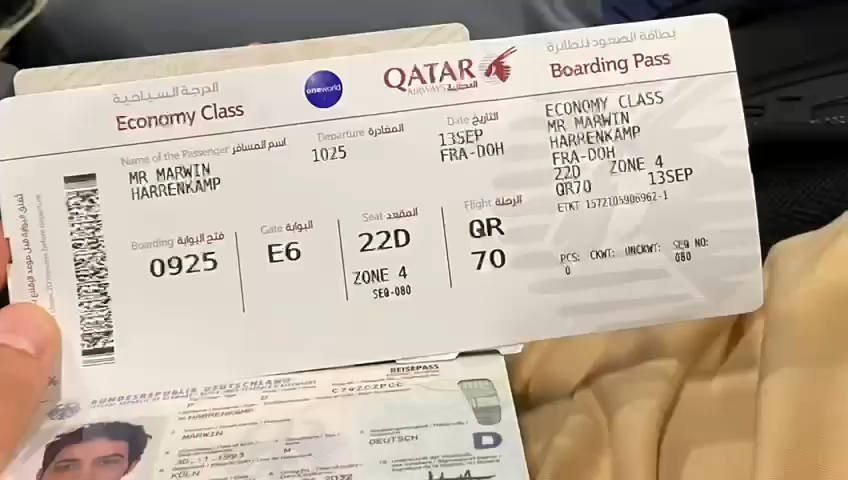 الدرجة السياحية
Economy Class
oneworld
QATAR
AIRWAYS القطرية
بطاقة الصعود للطائرة
Boarding Pass
Name of the Passenger اسم المسافر
MR MARWIN
HARRENKAMP
Departure المغادرة
1025
Date التاريخ
13SEP
FRA-DOH
Boarding فتح البوابة
0925
Gate البوابة
E6
Seat المقعد
22D
ZONE 4
SEQ-080
Flight الرحلة
QR
70
ECONOMY CLASS
MR MARWIN
HARRENKAMP
FRA-DOH
22D ZONE 4
QR70 13SEP
ETKT 1572105906962-1
PCS: CKWT: UNCKWT: SEQ NO:
0 080
REISEPASS
BUNDESREPUBLIK DEUTSCHLAND
HARRENKAMP
MARWIN
DEUTSCH
D
M
KÖLN